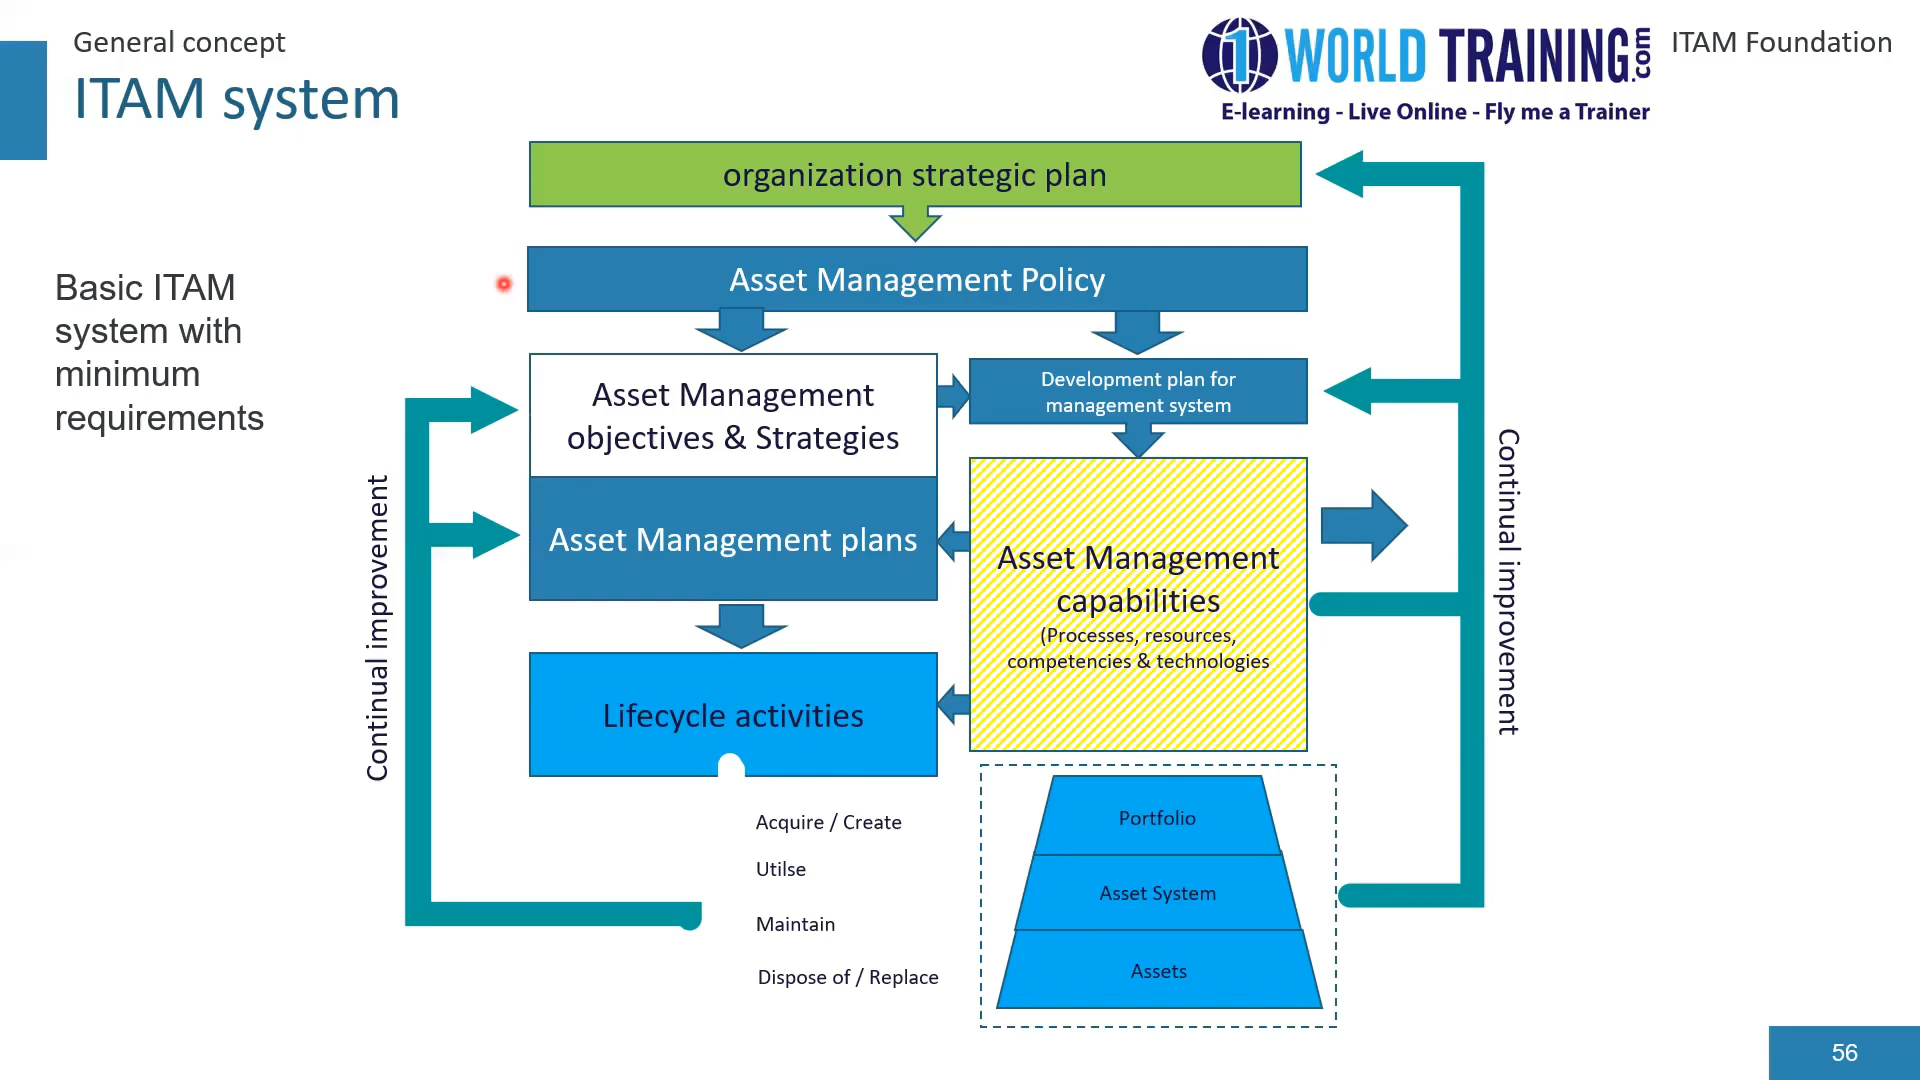 General concept
ITAM system
1 WORLD TRAINING.com
E-learning - Live Online - Fly me a Trainer
ITAM Foundation
Basic ITAM
system with
minimum
requirements
organization strategic plan
Asset Management Policy
Asset Management
objectives & Strategies
Development plan for
management system
Asset Management plans
Asset Management
capabilities
(Processes, resources,
competencies & technologies
Lifecycle activities
Continual improvement
Continual improvement
Acquire / Create
Utilse
Maintain
Dispose of / Replace
Portfolio
Asset System
Assets
56